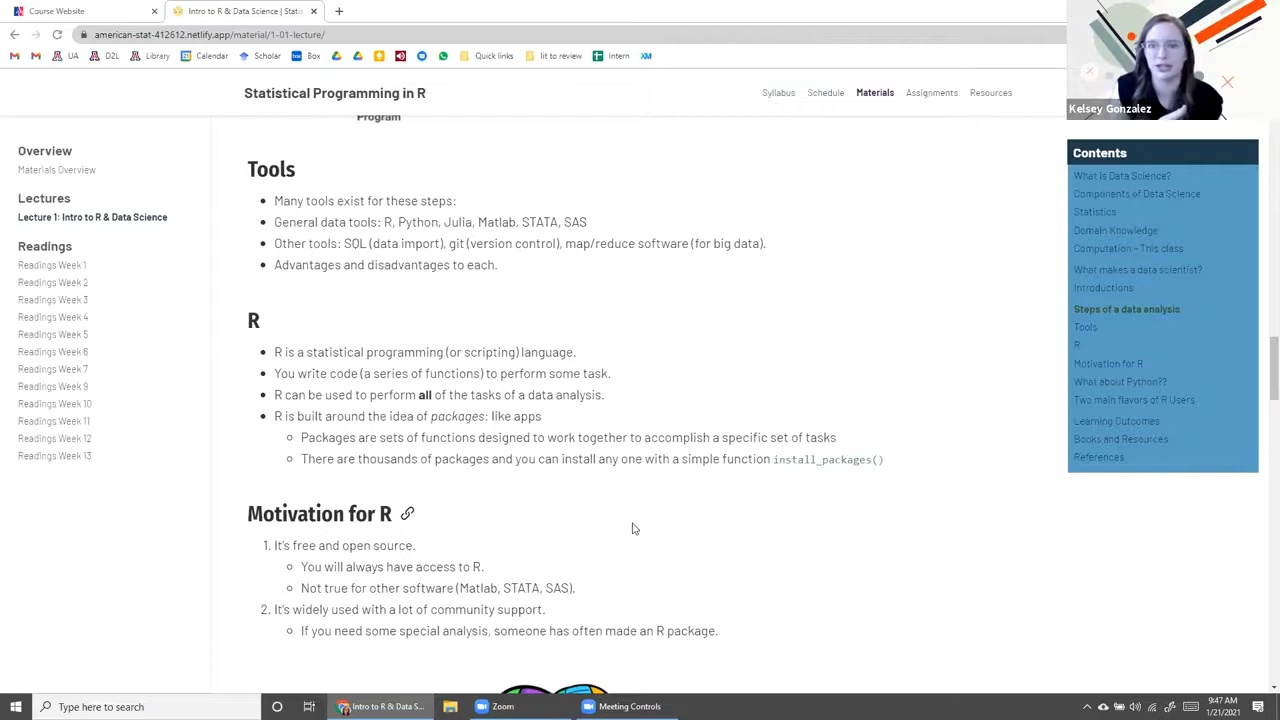 Course Website
Intro to R & Data Science | Statis
american-stat-412612.netlify.app/material/1-01-lecture/
UA
D2L
Library
Scholar
Box
Quick links
lit to review
Intern
Kelsey Gonzalez
Statistical Programming in R
Syllabus
Schedule
Materials
Assignments
Resources
Program
Overview
Materials Overview
Lectures
Lecture 1: Intro to R & Data Science
Readings
Readings Week 1
Readings Week 2
Readings Week 3
Readings Week 4
Readings Week 5
Readings Week 6
Readings Week 7
Readings Week 9
Readings Week 10
Readings Week 11
Readings Week 12
Readings Week 13
Tools
Many tools exist for these steps:
General data tools: R, Python, Julia, Matlab, STATA, SAS
Other tools: SQL (data import), git (version control), map/reduce software (for big data).
Advantages and disadvantages to each.
R
R is a statistical programming (or scripting) language.
You write code (a series of functions) to perform some task.
R can be used to perform all of the tasks of a data analysis.
R is built around the idea of packages: like apps
Packages are sets of functions designed to work together to accomplish a specific set of tasks
There are thousands of packages and you can install any one with a simple function install_packages()
Motivation for R
1. It's free and open source.
You will always have access to R.
Not true for other software (Matlab, STATA, SAS).
2. It's widely used with a lot of community support.
If you need some special analysis, someone has often made an R package.
Contents
What is Data Science?
Components of Data Science
Statistics
Domain Knowledge
Computation - This class
What makes a data scientist?
Introductions
Steps of a data analysis
Tools
R
Motivation for R
What about Python??
Two main flavors of R Users
Learning Outcomes
Books and Resources
References
Type here to search
Intro to R & Data S...
Zoom
Meeting Controls
9:47 AM
1/21/2021